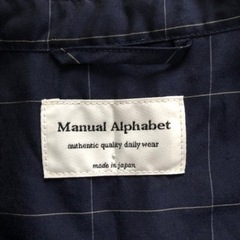 Manual Alphabet
authentic quality daily wear
made in japan